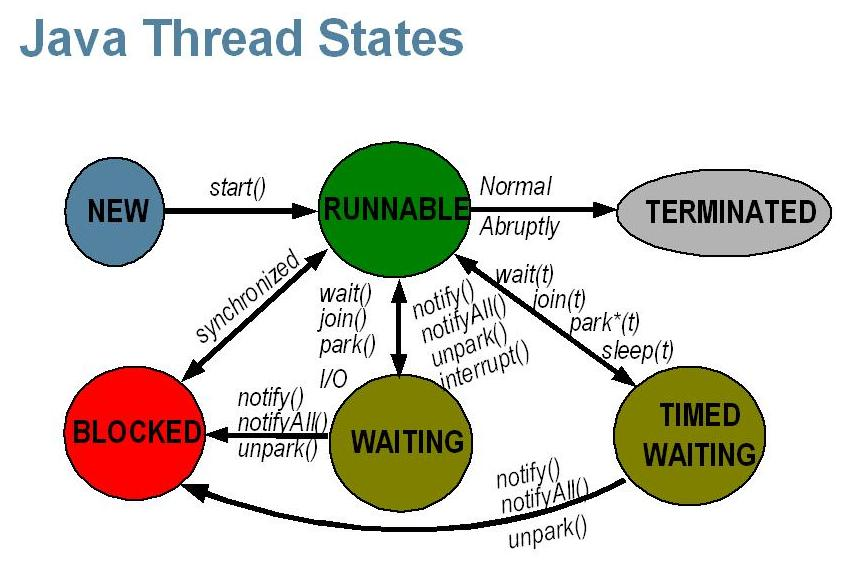 Java Thread States
NEW
start()
RUNNABLE
Normal
Abruptly
TERMINATED
synchronized
wait()
join()
park()
I/O
notify()
notifyAll()
unpark()
interrupt()
wait(t)
join(t)
park*(t)
sleep(t)
BLOCKED
notify()
notifyAll()
unpark()
WAITING
TIMED
WAITING
notify()
notifyAll()
unpark()